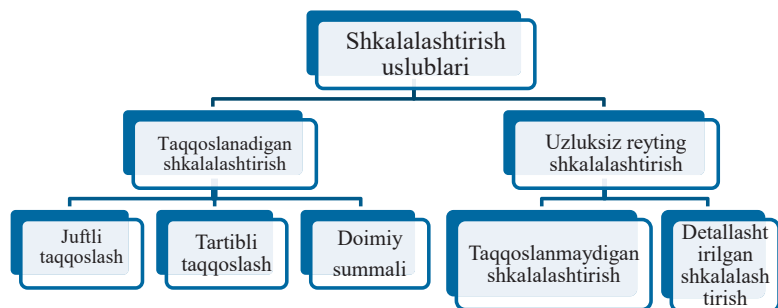 Shkalalashtirish
uslublari
Taqqoslanadigan
shkalalashtirish
Uzluksiz reyting
shkalalashtirish
Juftli
taqqoslash
Tartibli
taqqoslash
Doimiy
summali
Taqqoslanmaydigan
shkalalashtirish
Detallasht
irilgan
shkalalash
tirish